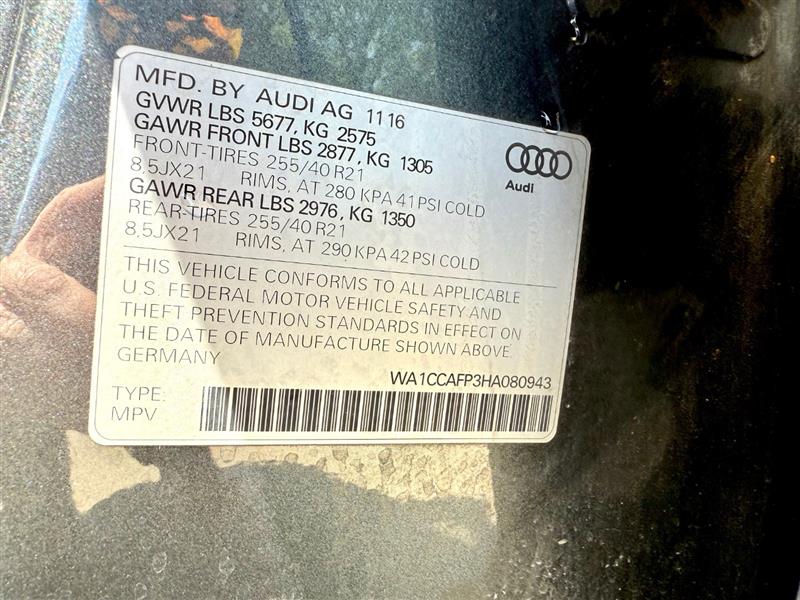 MFD. BY AUDI AG 1116
GVWR LBS 5677, KG 2575
GAWR FRONT LBS 2877, KG 1305
FRONT-TIRES 255/40 R21
8,5JX21 RIMS, AT 280 KPA 41 PSI COLD
GAWR REAR LBS 2976, KG 1350
REAR-TIRES 255/40 R21
8,5JX21 RIMS, AT 290 KPA 42 PSI COLD
Audi
THIS VEHICLE CONFORMS TO ALL APPLICABLE
U.S. FEDERAL MOTOR VEHICLE SAFETY AND
THEFT PREVENTION STANDARDS IN EFFECT ON
THE DATE OF MANUFACTURE SHOWN ABOVE.
GERMANY
WA1CCAFP3HA080943
TYPE:
MPV